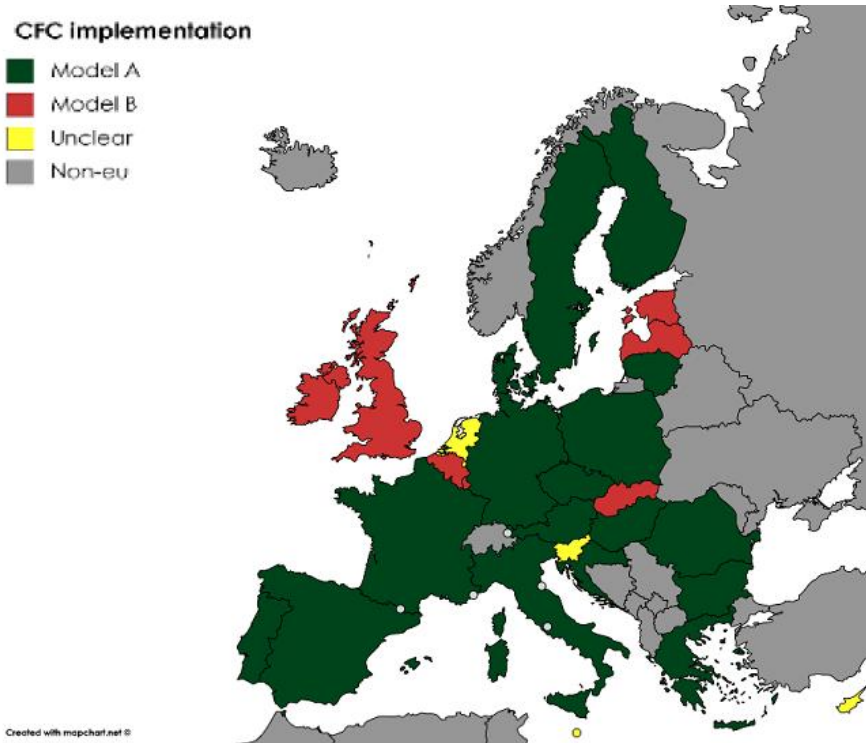 CFC implementation
Model A
Model B
Unclear
Non-eu
Created with mapchart.net ©